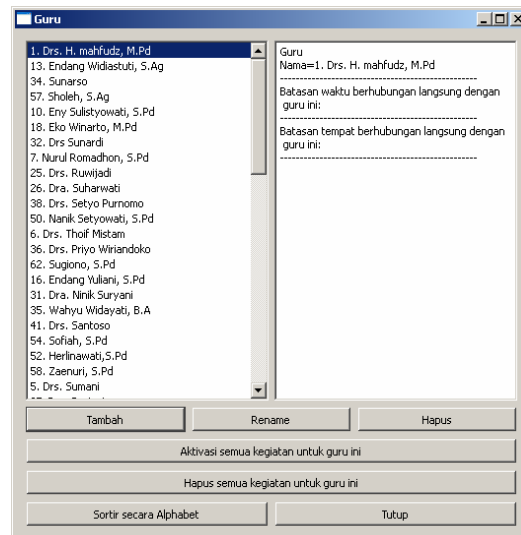 Guru
1. Drs. H. mahfudz, M.Pd
13. Endang Widiastuti, S.Ag
34. Sunarso
57. Sholeh, S.Ag
10. Eny Sulistyowati, S.Pd
18. Eko Winarto, M.Pd
32. Drs Sunardi
7. Nurul Romadhon, S.Pd
25. Drs. Ruwijadi
26. Dra. Suharwati
38. Drs. Setyo Purnomo
50. Nanik Setyowati, S.Pd
6. Drs. Thoif Mistam
36. Drs. Priyo Wiriandoko
62. Sugiono, S.Pd
16. Endang Yuliani, S.Pd
31. Dra. Ninik Suryani
35. Wahyu Widayati, B.A
41. Drs. Santoso
54. Sofiah, S.Pd
52. Herlinawati,S.Pd
58. Zaenuri, S.Pd
5. Drs. Sumani
Guru
Nama=1. Drs. H. mahfudz, M.Pd
------------------------------------------------
Batasan waktu berhubungan langsung dengan
guru ini:
------------------------------------------------
Batasan tempat berhubungan langsung dengan
guru ini:
------------------------------------------------
Tambah
Rename
Hapus
Aktivasi semua kegiatan untuk guru ini
Hapus semua kegiatan untuk guru ini
Sortir secara Alphabet
Tutup